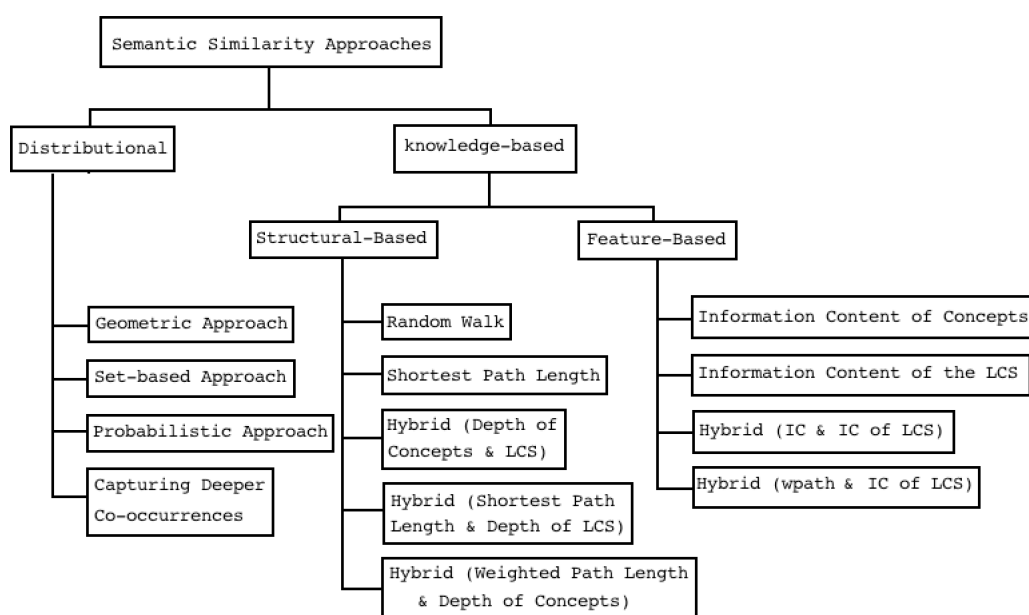 Semantic Similarity Approaches
Distributional
knowledge-based
Structural-Based
Feature-Based
Geometric Approach
Set-based Approach
Probabilistic Approach
Capturing Deeper
Co-occurrences
Random Walk
Shortest Path Length
Hybrid (Depth of
Concepts & LCS)
Hybrid (Shortest Path
Length & Depth of LCS)
Hybrid (Weighted Path Length
& Depth of Concepts)
Information Content of Concepts
Information Content of the LCS
Hybrid (IC & IC of LCS)
Hybrid (wpath & IC of LCS)